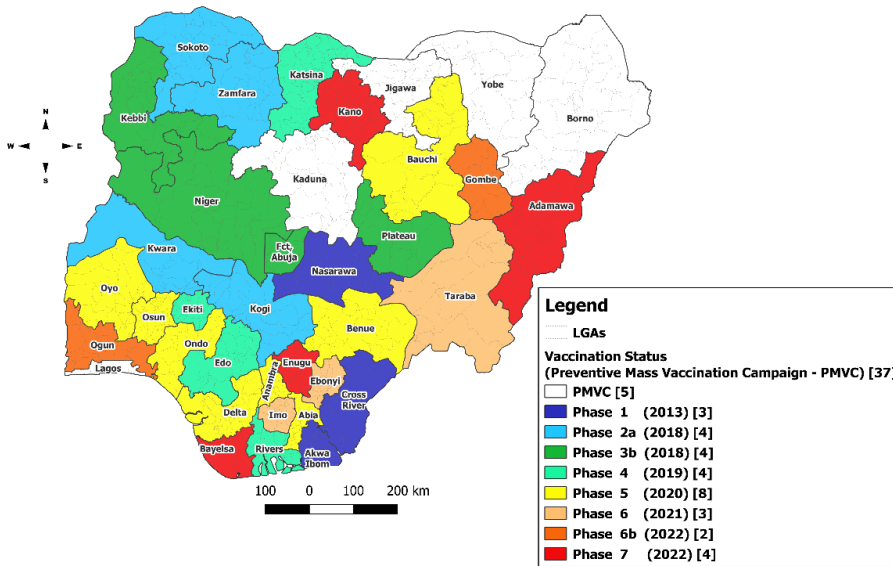 Sokoto
Katsina
Zamfara
Jigawa
Yobe
Kano
Kebbi
Borno
N
W
E
S
Bauchi
Kaduna
Gombe
Niger
Adamawa
Plateau
Fct,
Abuja
Kwara
Nasarawa
Oyo
Taraba
Kogi
Ekiti
Osun
Benue
Ogun
Ondo
Edo
Enugu
Lagos
Anambra
Ebonyi
Cross
River
Delta
Imo
Abia
Bayelsa
Rivers
Akwa
Ibom
100 0 100 200 km
Legend
LGAs
Vaccination Status
(Preventive Mass Vaccination Campaign - PMVC) [37]
PMVC [5]
Phase 1 (2013) [3]
Phase 2a (2018) [4]
Phase 3b (2018) [4]
Phase 4 (2019) [4]
Phase 5 (2020) [8]
Phase 6 (2021) [3]
Phase 6b (2022) [2]
Phase 7 (2022) [4]